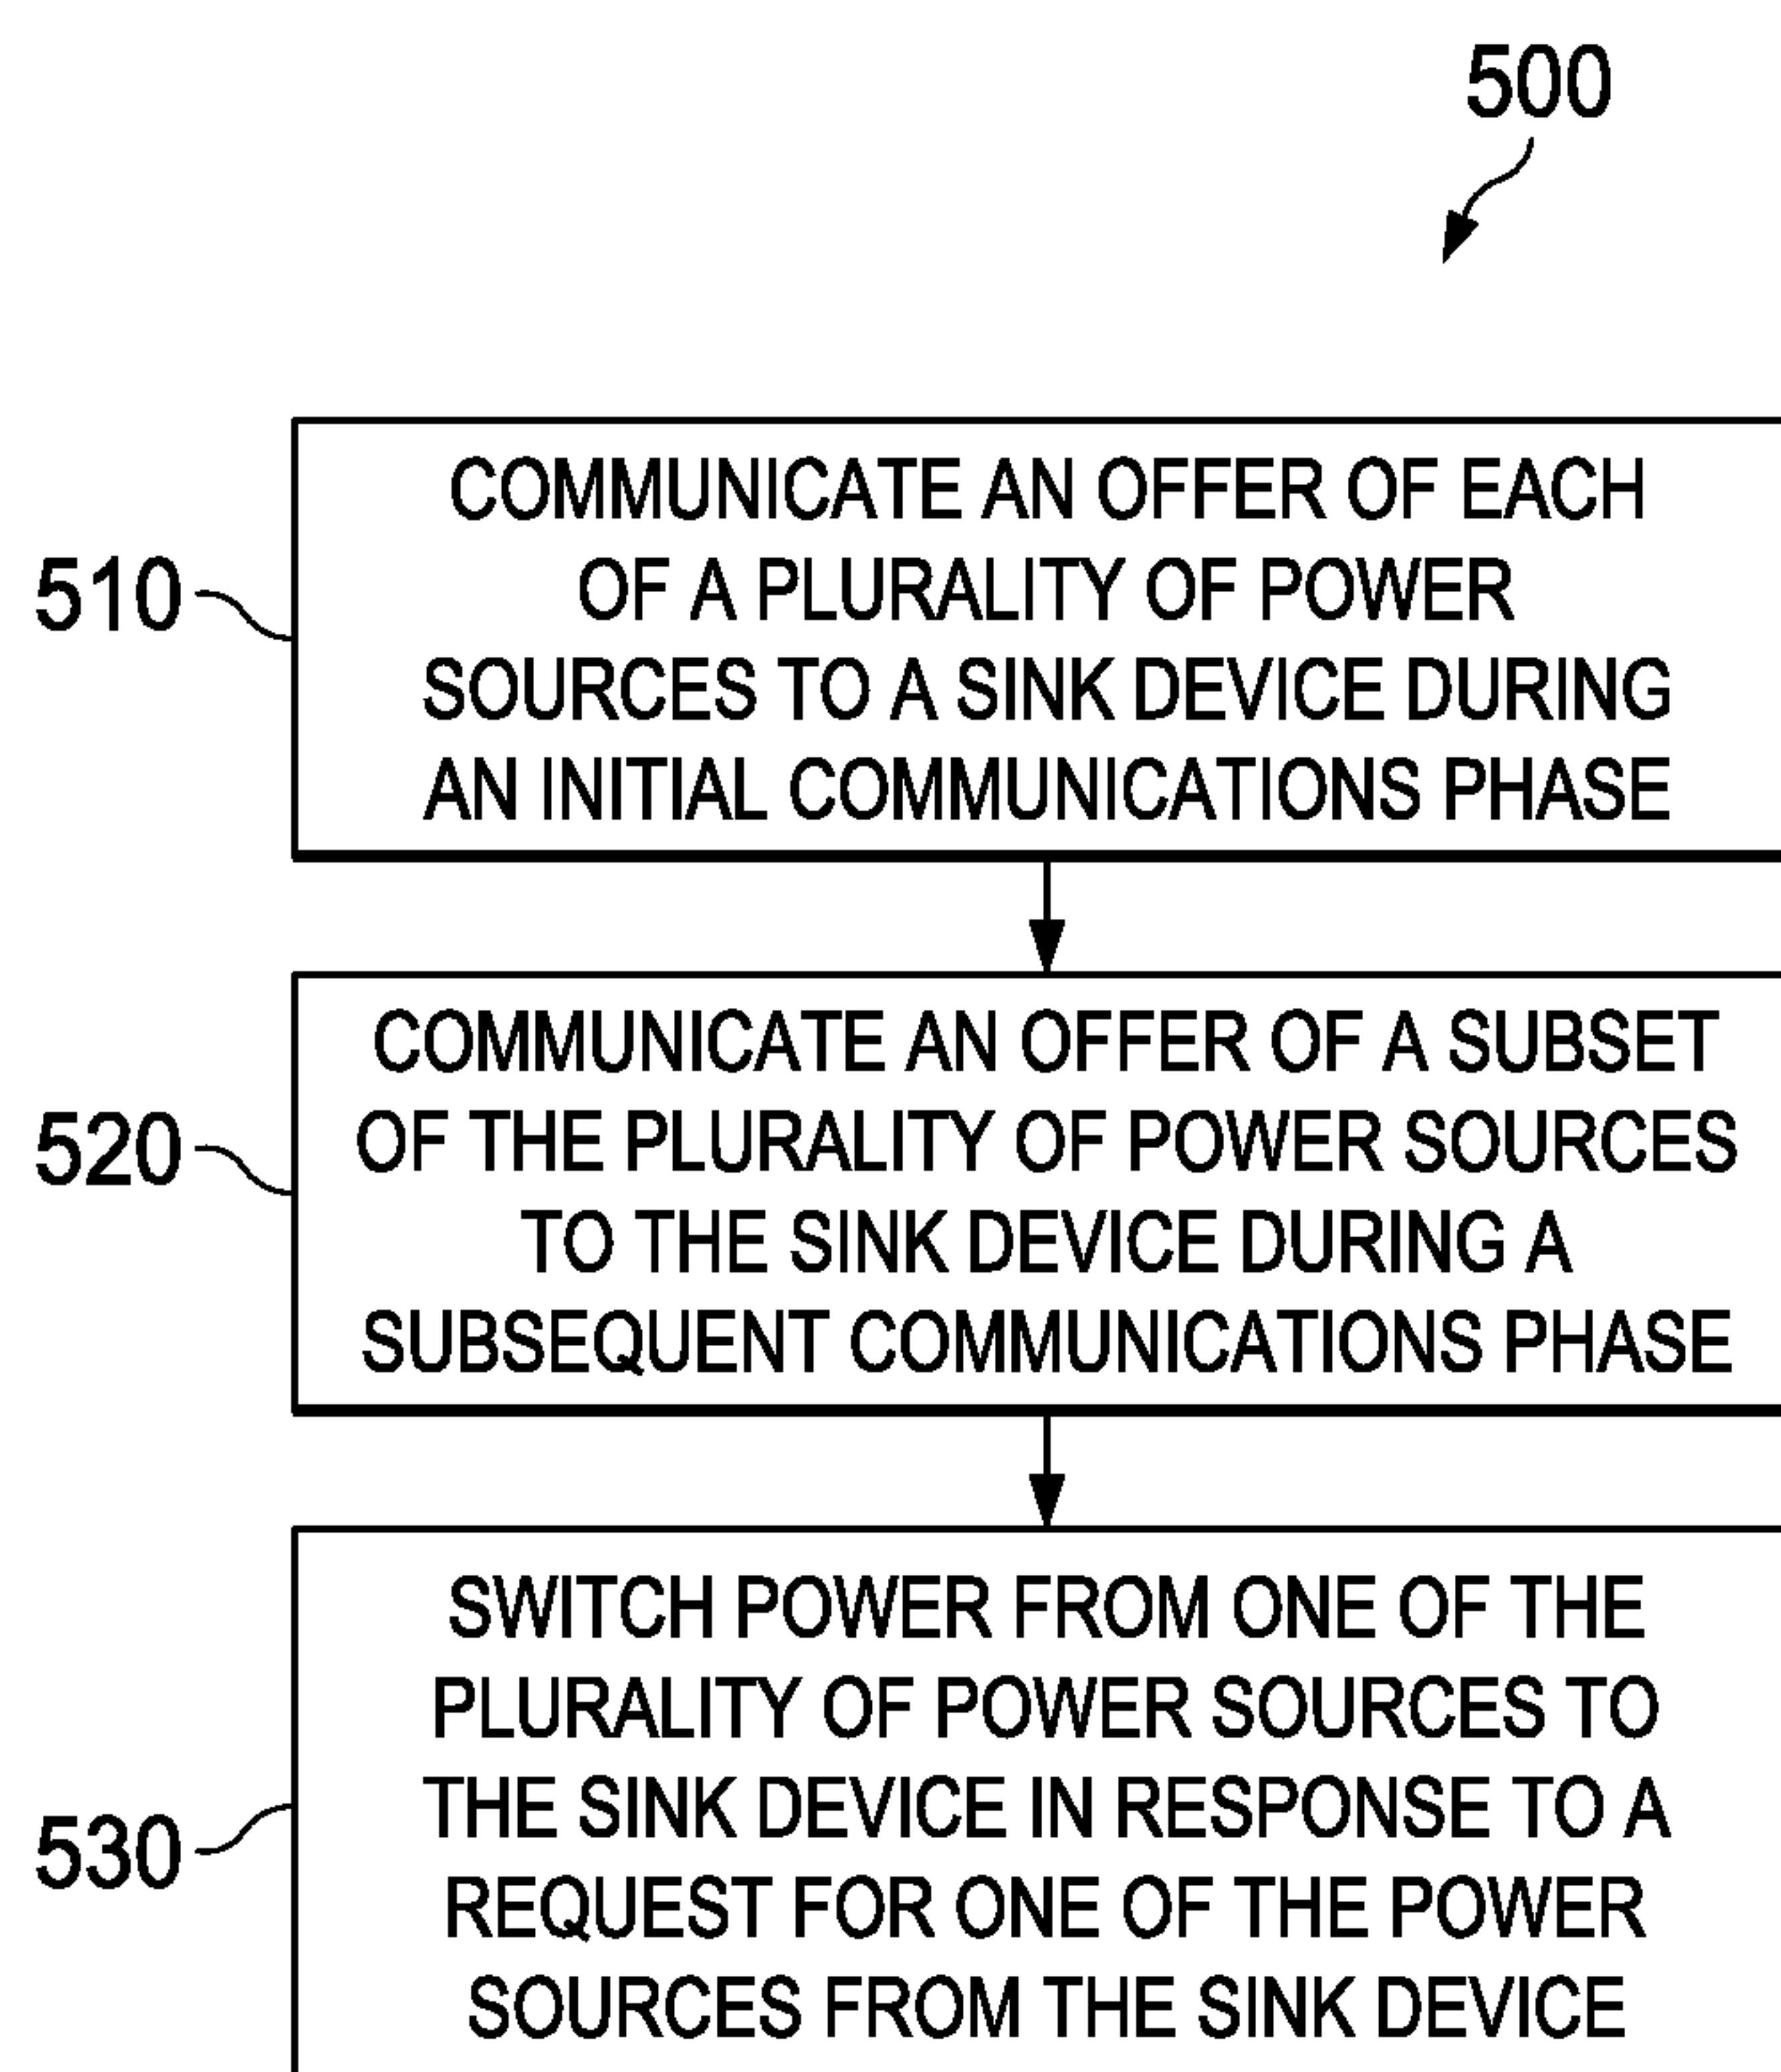 500
510
COMMUNICATE AN OFFER OF EACH
OF A PLURALITY OF POWER
SOURCES TO A SINK DEVICE DURING
AN INITIAL COMMUNICATIONS PHASE
520
COMMUNICATE AN OFFER OF A SUBSET
OF THE PLURALITY OF POWER SOURCES
TO THE SINK DEVICE DURING A
SUBSEQUENT COMMUNICATIONS PHASE
530
SWITCH POWER FROM ONE OF THE
PLURALITY OF POWER SOURCES TO
THE SINK DEVICE IN RESPONSE TO A
REQUEST FOR ONE OF THE POWER
SOURCES FROM THE SINK DEVICE